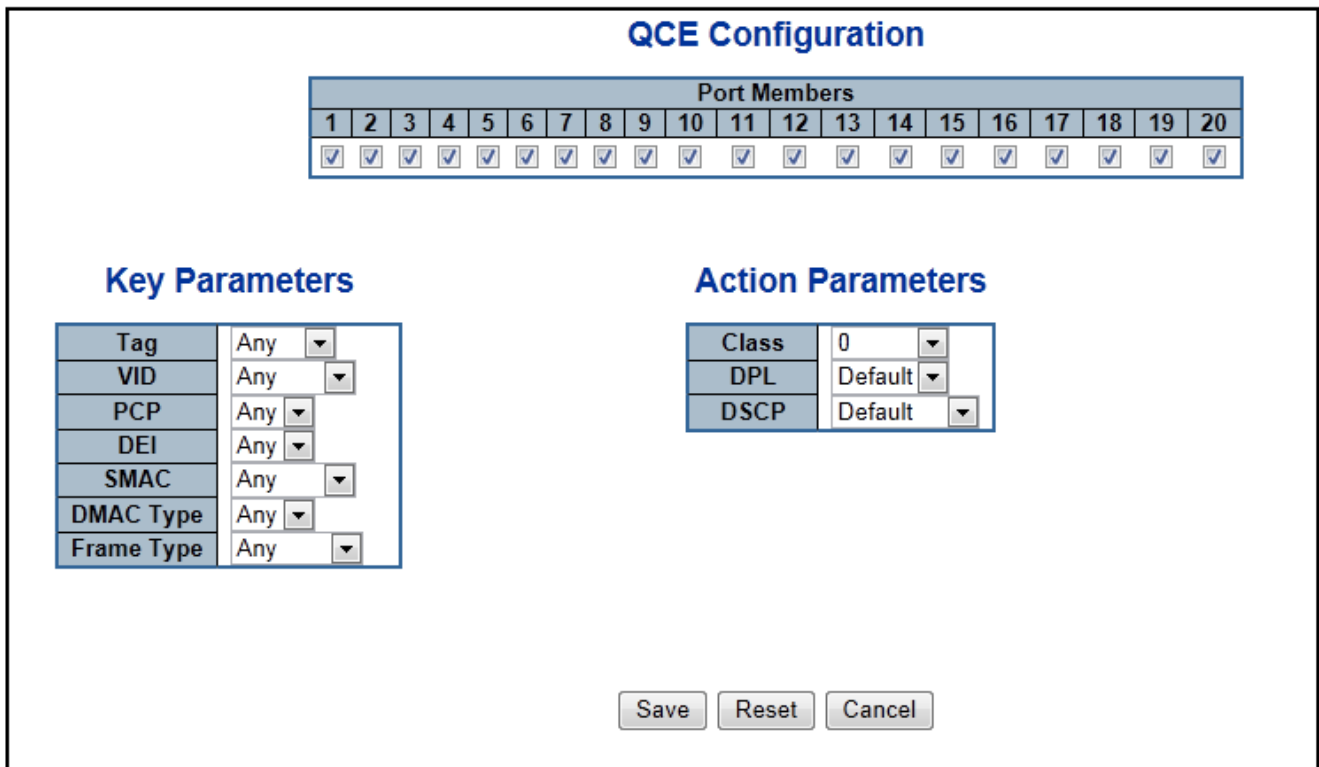 QCE Configuration
Port Members
1 2 3 4 5 6 7 8 9 10 11 12 13 14 15 16 17 18 19 20
Key Parameters
Tag Any
VID Any
PCP Any
DEI Any
SMAC Any
DMAC Type Any
Frame Type Any
Action Parameters
Class 0
DPL Default
DSCP Default
Save Reset Cancel